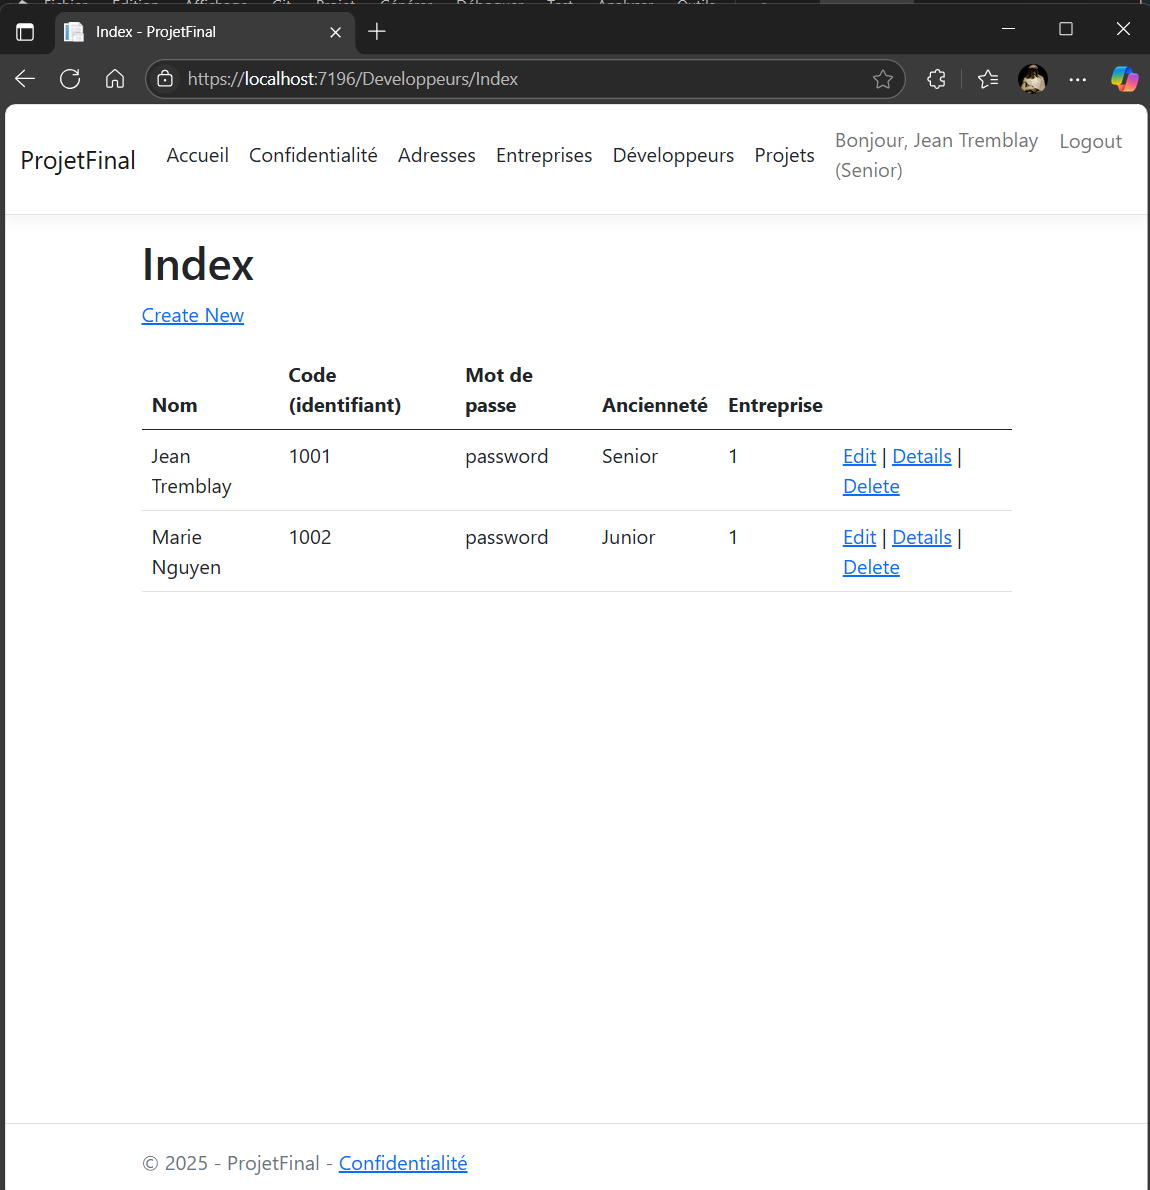 Index - ProjetFinal
https://localhost:7196/Developpeurs/Index
ProjetFinal Accueil Confidentialité Adresses Entreprises Développeurs Projets Bonjour, Jean Tremblay Logout
(Senior)
Index
Create New
Code Mot de
Nom (identifiant) passe Ancienneté Entreprise
Jean 1001 password Senior 1 Edit | Details |
Tremblay Delete
Marie 1002 password Junior 1 Edit | Details |
Nguyen Delete
© 2025 - ProjetFinal - Confidentialité